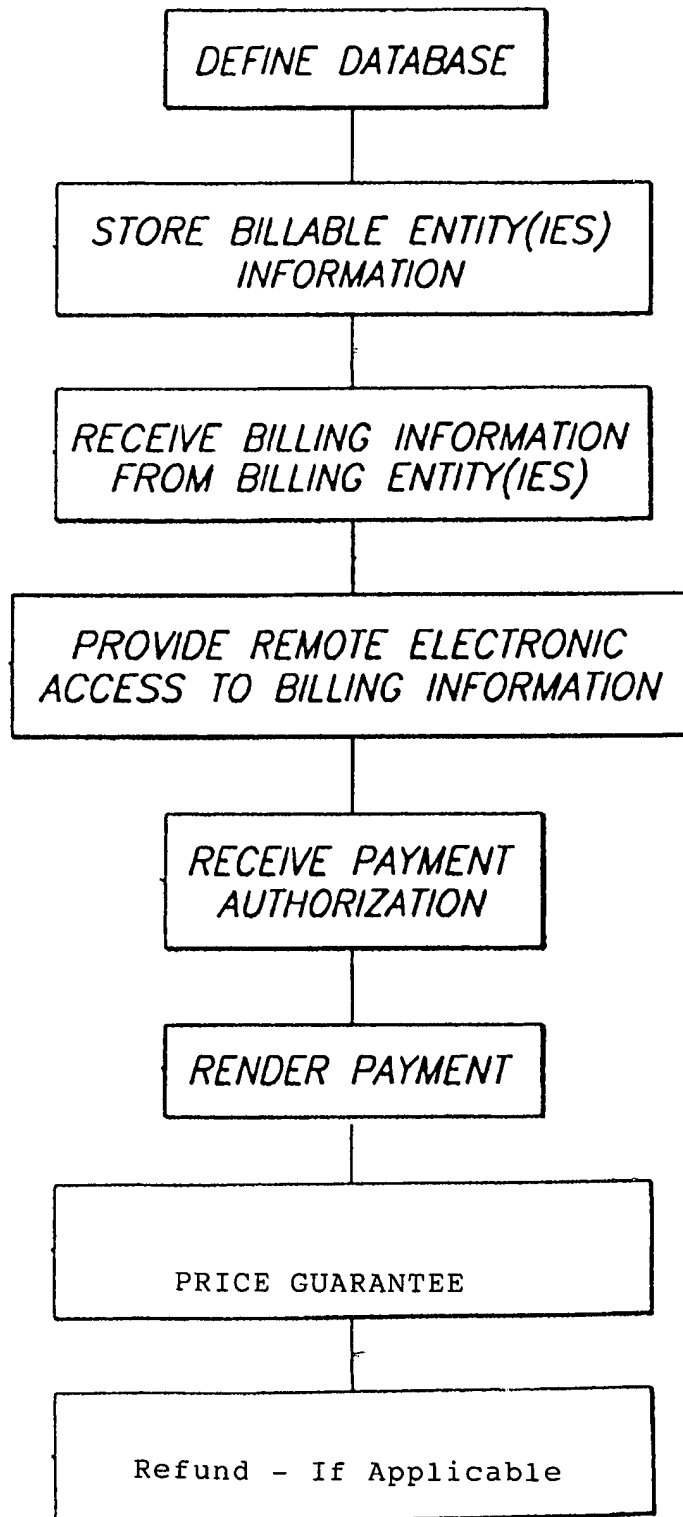 DEFINE DATABASE
STORE BILLABLE ENTITY(IES)
INFORMATION
RECEIVE BILLING INFORMATION
FROM BILLING ENTITY(IES)
PROVIDE REMOTE ELECTRONIC
ACCESS TO BILLING INFORMATION
RECEIVE PAYMENT
AUTHORIZATION
RENDER PAYMENT
PRICE GUARANTEE
Refund - If Applicable